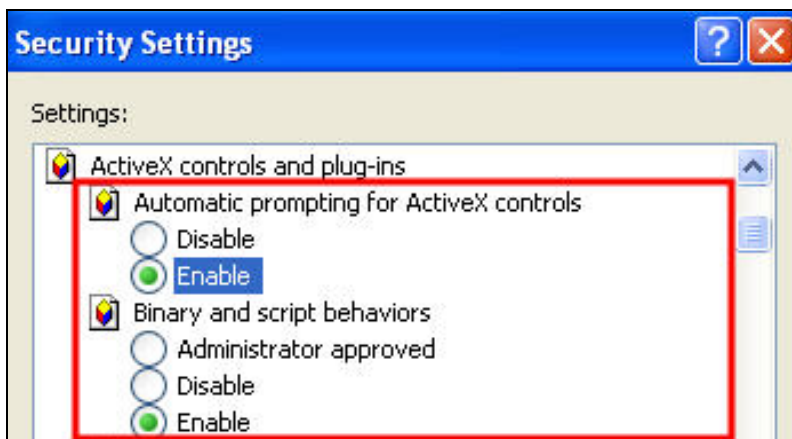 Security Settings
Settings:
ActiveX controls and plug-ins
Automatic prompting for ActiveX controls
Disable
Enable
Binary and script behaviors
Administrator approved
Disable
Enable